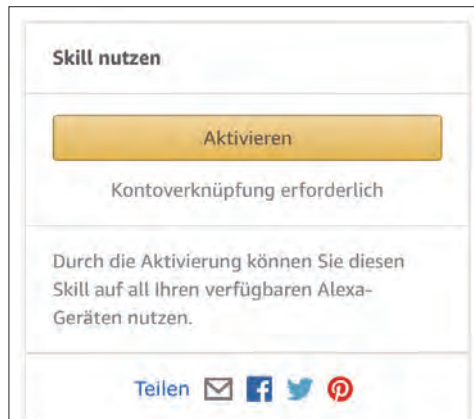 Skill nutzen
Aktivieren
Kontoverknüpfung erforderlich
Durch die Aktivierung können Sie diesen
Skill auf all Ihren verfügbaren Alexa-
Geräten nutzen.
Teilen